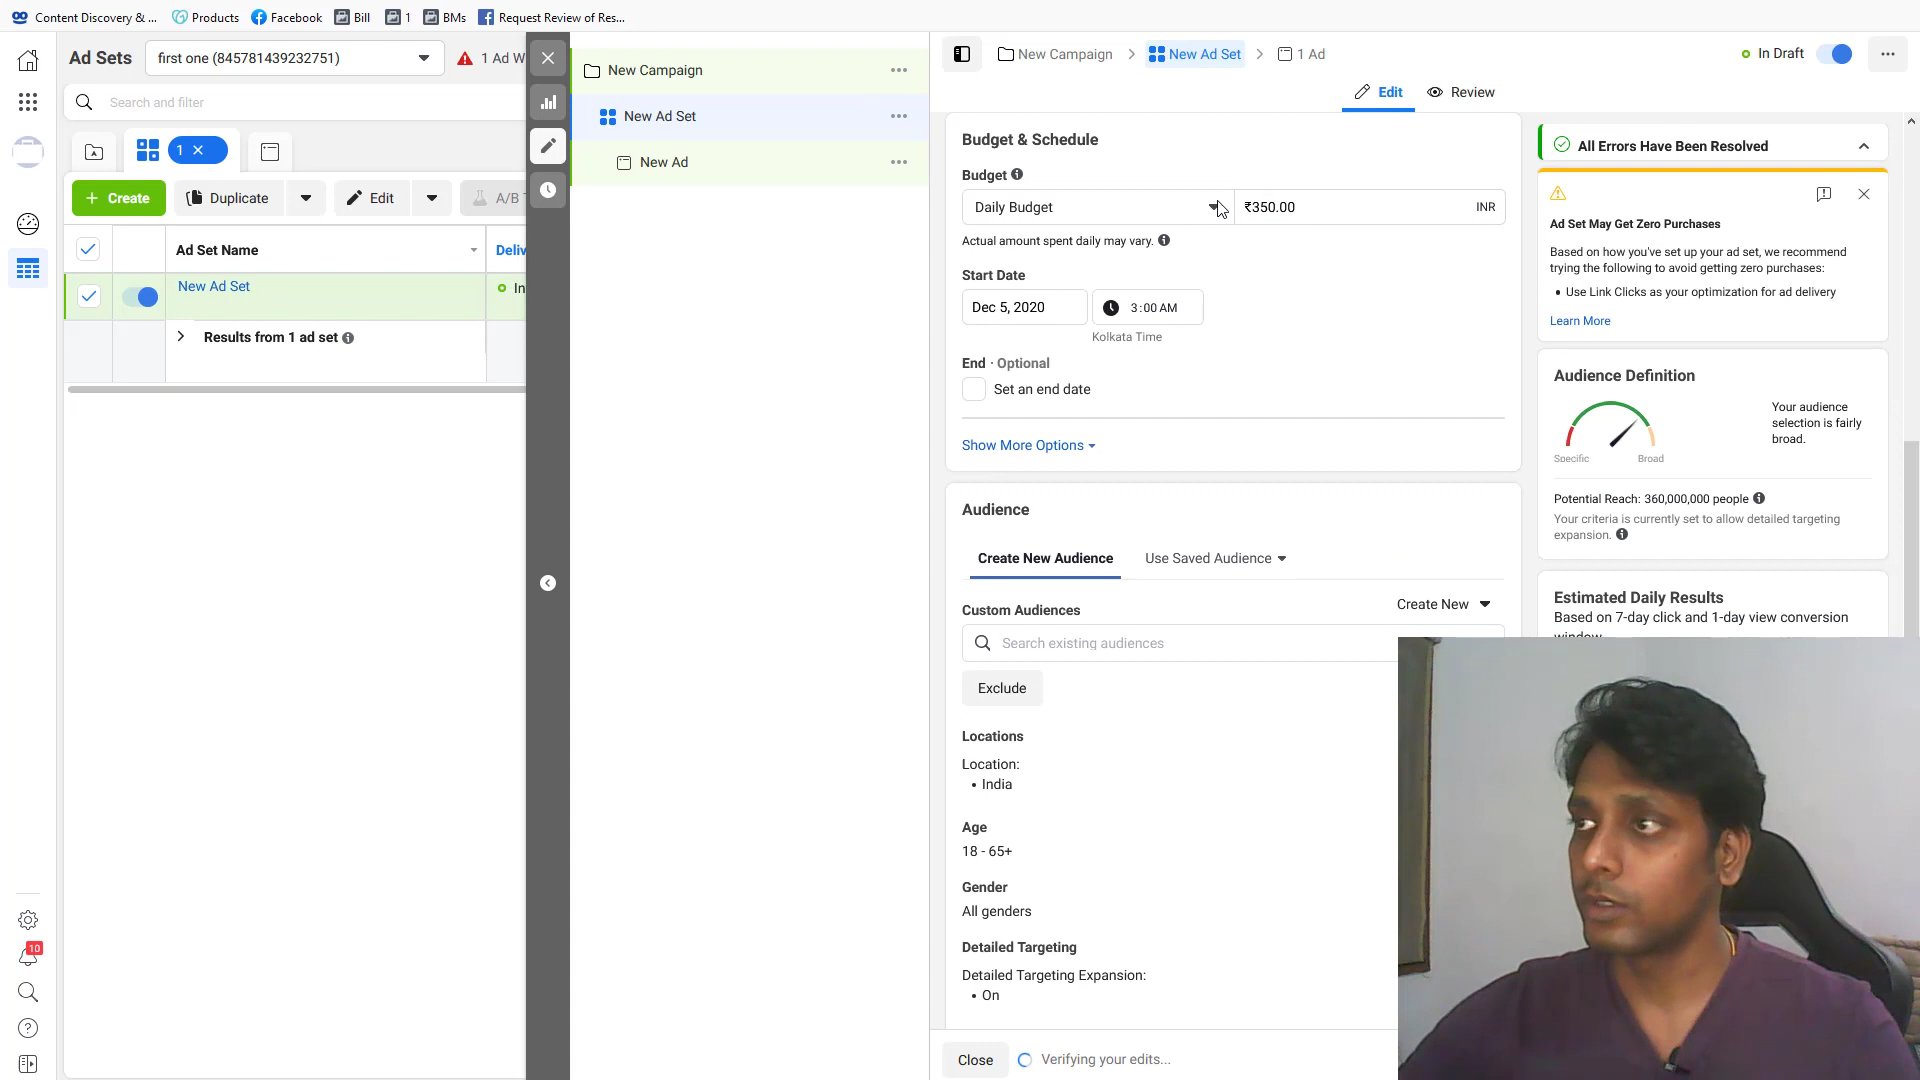 Content Discovery & ...
Products
Facebook
Bill
1
BMs
Request Review of Res...
Ad Sets
first one (845781439232751)
1 Ad W
Search and filter
1
Create
Duplicate
Edit
A/B T
Ad Set Name
Deliv
New Ad Set
In
Results from 1 ad set
10
New Campaign
New Ad Set
New Ad
New Campaign
New Ad Set
1 Ad
In Draft
Edit
Review
Budget & Schedule
Budget
Daily Budget
₹350.00
INR
Actual amount spent daily may vary.
Start Date
Dec 5, 2020
3:00 AM
Kolkata Time
End · Optional
Set an end date
Show More Options
Audience
Create New Audience
Use Saved Audience
Custom Audiences
Create New
Search existing audiences
Exclude
Locations
Location:
• India
Age
18 - 65+
Gender
All genders
Detailed Targeting
Detailed Targeting Expansion:
• On
Close
Verifying your edits...
All Errors Have Been Resolved
Ad Set May Get Zero Purchases
Based on how you've set up your ad set, we recommend
trying the following to avoid getting zero purchases:
• Use Link Clicks as your optimization for ad delivery
Learn More
Audience Definition
Your audience
selection is fairly
broad.
Specific
Broad
Potential Reach: 360,000,000 people
Your criteria is currently set to allow detailed targeting
expansion.
Estimated Daily Results
Based on 7-day click and 1-day view conversion
window